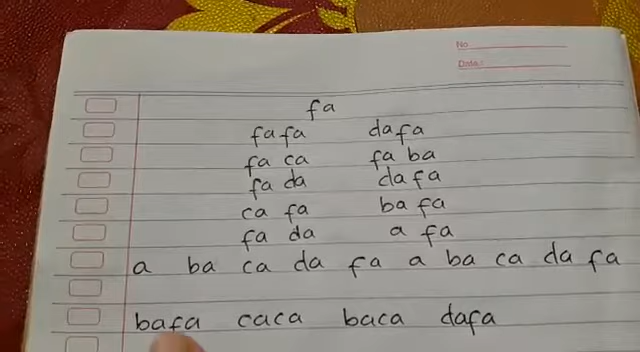 No
Date:
fa
fafa dafa
fa ca fa ba
fa da dafa
ca fa ba fa
fa da a fa
a ba ca da fa a ba ca da fa
bafa caca baca dafa